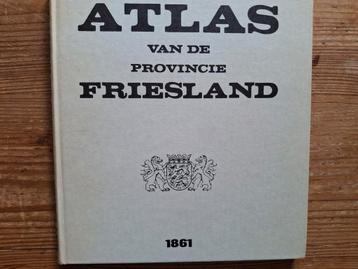 ATLAS
VAN DE
PROVINCIE
FRIESLAND
1861